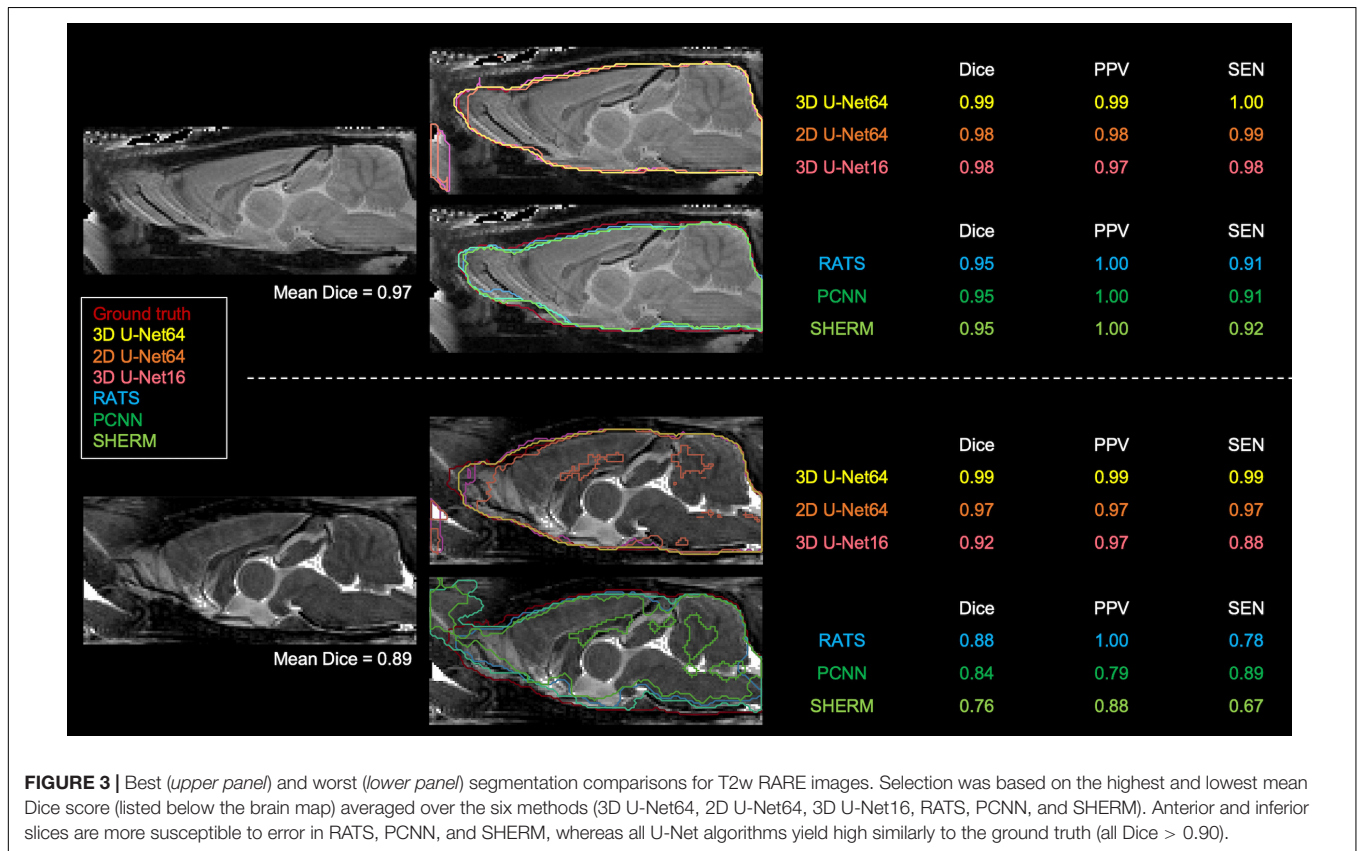 Dice PPV SEN
3D U-Net64 0.99 0.99 1.00
2D U-Net64 0.98 0.98 0.99
3D U-Net16 0.98 0.97 0.98
Dice PPV SEN
RATS 0.95 1.00 0.91
PCNN 0.95 1.00 0.91
SHERM 0.95 1.00 0.92
Mean Dice = 0.97
Ground truth
3D U-Net64
2D U-Net64
3D U-Net16
RATS
PCNN
SHERM
Dice PPV SEN
3D U-Net64 0.99 0.99 0.99
2D U-Net64 0.97 0.97 0.97
3D U-Net16 0.92 0.97 0.88
Dice PPV SEN
RATS 0.88 1.00 0.78
PCNN 0.84 0.79 0.89
SHERM 0.76 0.88 0.67
Mean Dice = 0.89
FIGURE 3 | Best (upper panel) and worst (lower panel) segmentation comparisons for T2w RARE images. Selection was based on the highest and lowest mean
Dice score (listed below the brain map) averaged over the six methods (3D U-Net64, 2D U-Net64, 3D U-Net16, RATS, PCNN, and SHERM). Anterior and inferior
slices are more susceptible to error in RATS, PCNN, and SHERM, whereas all U-Net algorithms yield high similarly to the ground truth (all Dice > 0.90).